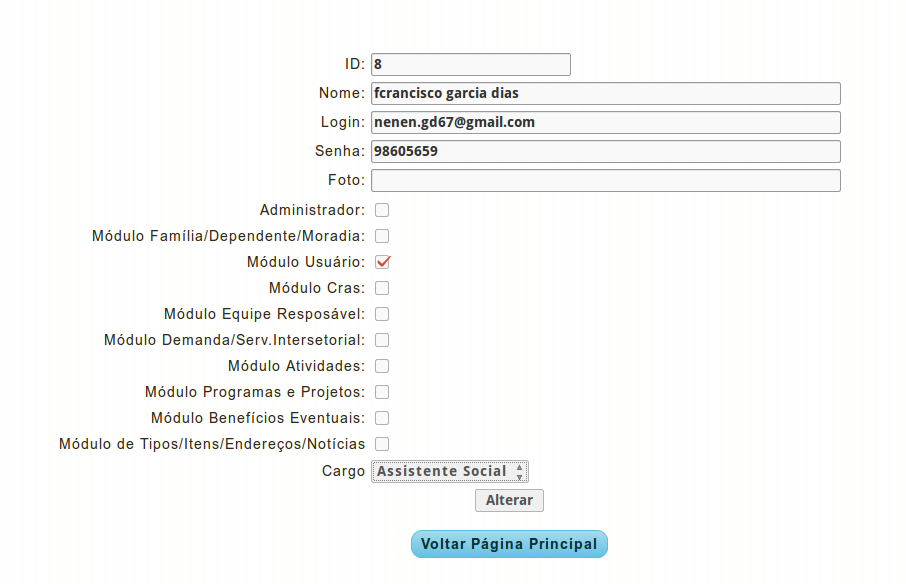 ID: 8
Nome: fcrancisco garcia dias
Login: nenen.gd67@gmail.com
Senha: 98605659
Foto:
Administrador:
Módulo Família/Dependente/Moradia:
Módulo Usuário:
Módulo Cras:
Módulo Equipe Resposável:
Módulo Demanda/Serv.Intersetorial:
Módulo Atividades:
Módulo Programas e Projetos:
Módulo Benefícios Eventuais:
Módulo de Tipos/Itens/Endereços/Notícias
Cargo Assistente Social
Alterar
Voltar Página Principal